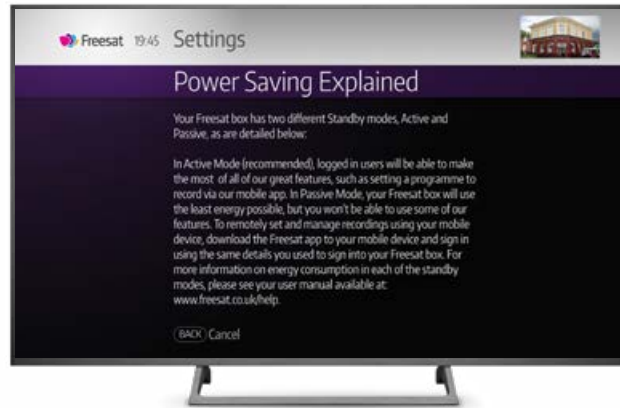 Freesat 19:45 Settings
Power Saving Explained
Your Freesat box has two different Standby modes, Active and
Passive, as are detailed below:
In Active Mode (recommended), logged in users will be able to make
the most of all of our great features, such as setting a programme to
record via our mobile app. In Passive Mode, your Freesat box will use
the least energy possible, but you won't be able to use some of our
features. To remotely set and manage recordings using your mobile
device, download the Freesat app to your mobile device and sign in
using the same details you used to sign into your Freesat box. For
more information on energy consumption in each of the standby
modes, please see your user manual available at:
www.freesat.co.uk/help.
BACK Cancel